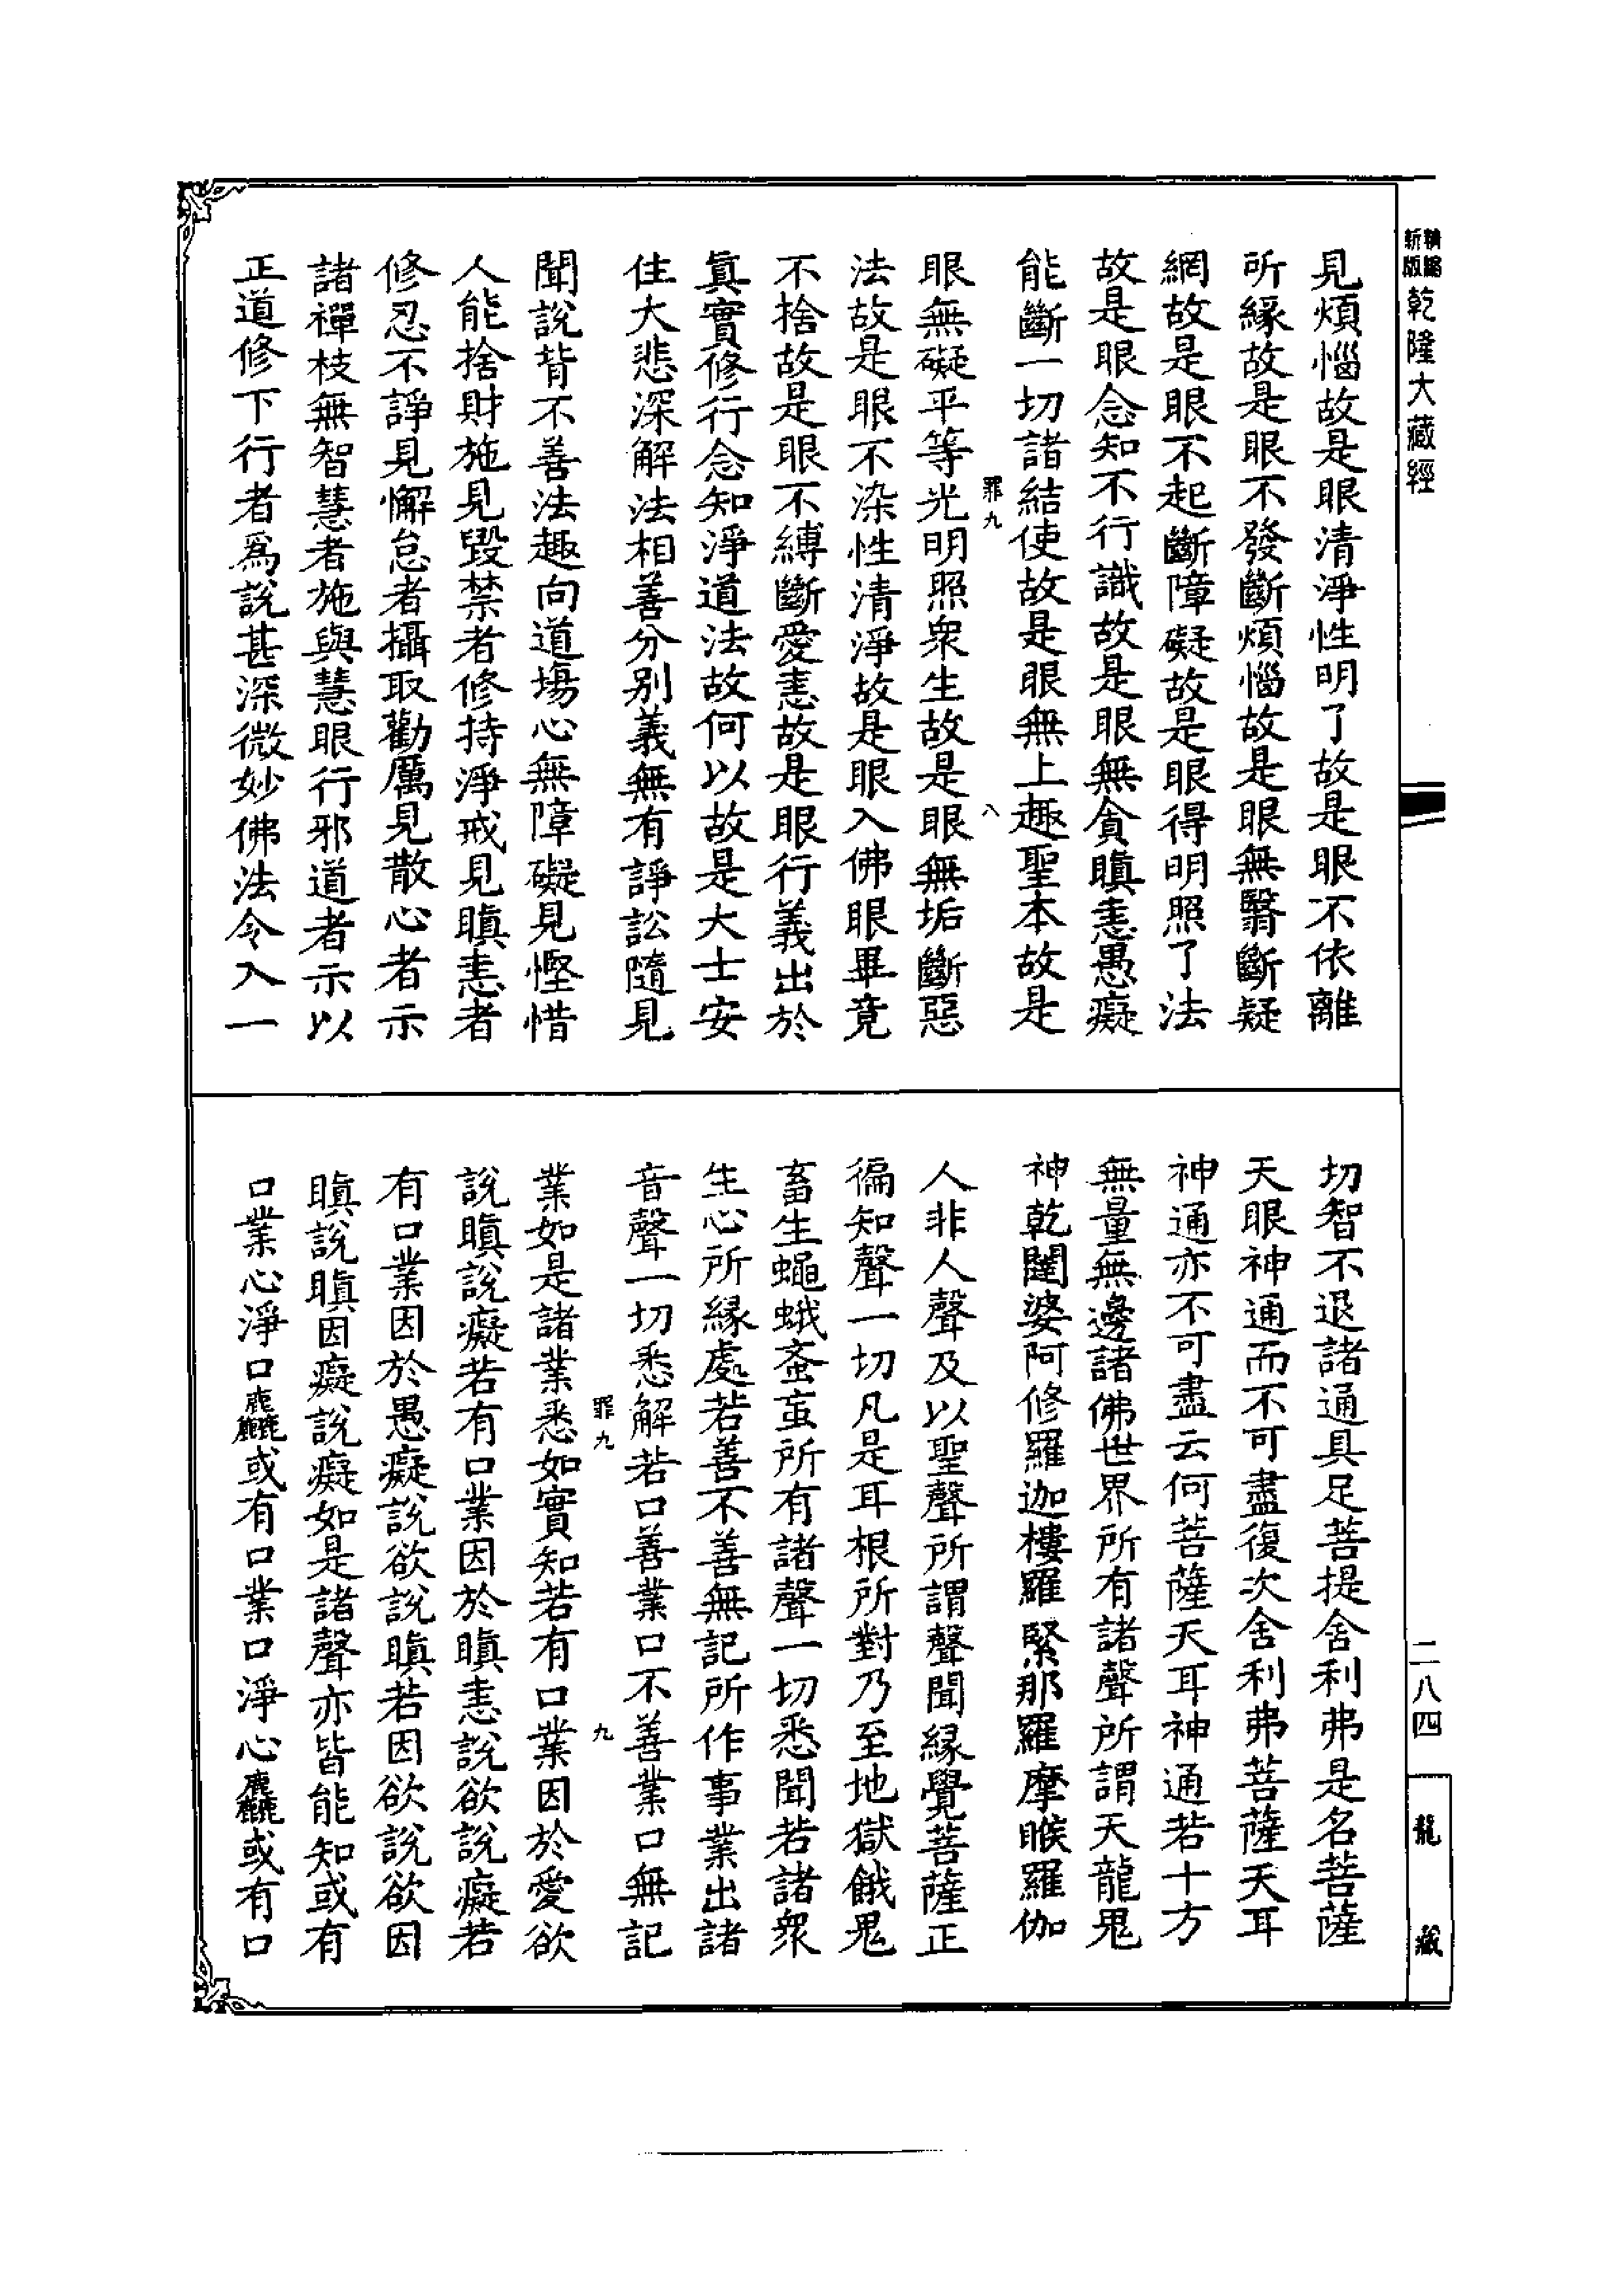 新版精縮乾隆大藏經
見煩惱故是眼清淨性明了故是眼不依離
所緣故是眼不發斷煩惱故是眼無翳斷疑
網故是眼不起斷障礙故是眼得明照了法
故是眼念知不行識故是眼無貪瞋恚愚癡
能斷一切諸結使故是眼無上趣聖本故是
罪九
八
眼無礙平等光明照衆生故是眼無垢斷惡
法故是眼不染性清淨故是眼入佛眼畢竟
不捨故是眼不縛斷愛恚故是眼行義出於
眞實修行念知淨道法故何以故是大士安
住大悲深解法相善分別義無有諍訟隨見
聞說背不善法趣向道場心無障礙見慳惜
人能捨財施見毀禁者修持淨戒見瞋恚者
修忍不諍見懈怠者攝取勸厲見散心者示
諸禪枝無智慧者施與慧眼行邪道者示以
正道修下行者爲說甚深微妙佛法令入一
切智不退諸通具足菩提舍利弗是名菩薩
天眼神通而不可盡復次舍利弗菩薩天耳
神通亦不可盡云何菩薩天耳神通若十方
無量無邊諸佛世界所有諸聲所謂天龍鬼
神乾闥婆阿修羅迦樓羅緊那羅摩睺羅伽
人非人聲及以聖聲所謂聲聞緣覺菩薩正
徧知聲一切凡是耳根所對乃至地獄餓鬼
畜生蠅蛾蚤䖟所有諸聲一切悉聞若諸衆
生心所緣處若善不善無記所作事業出諸
音聲一切悉解若口善業口不善業口無記
罪九
九
業如是諸業悉如實知若有口業因於愛欲
說瞋說癡若有口業因於瞋恚說欲說癡若
有口業因於愚癡說欲說瞋若因欲說欲因
瞋說瞋因癡說癡如是諸聲亦皆能知或有
口業心淨口麤或有口業口淨心麤或有口
二八四
龍藏